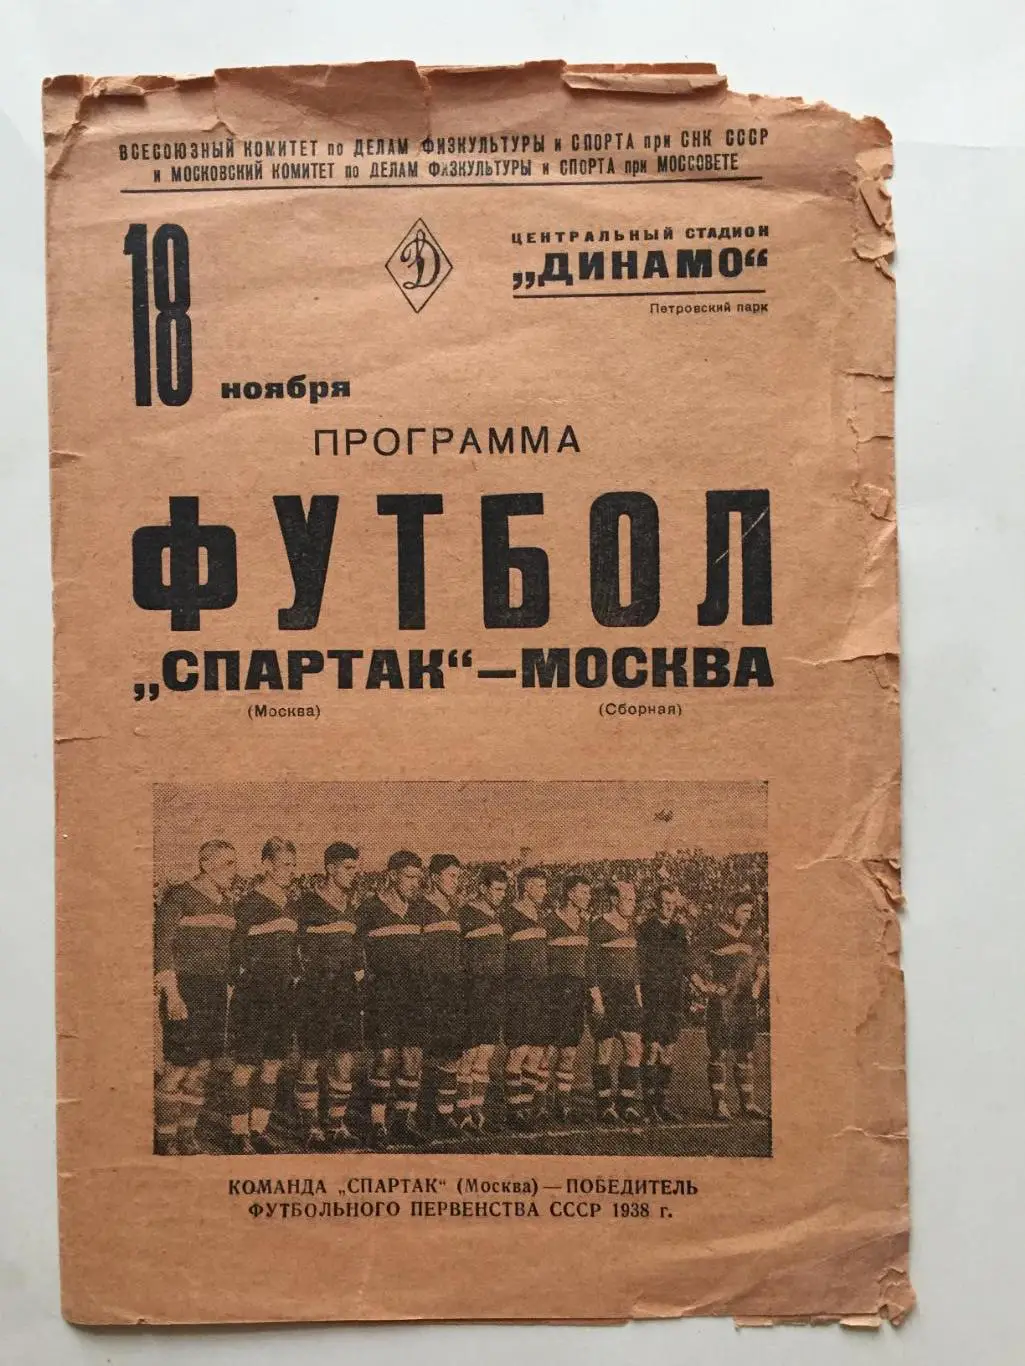 ВСЕСОЮЗНЫЙ КОМИТЕТ по ДЕЛАМ ФИЗКУЛЬТУРЫ и СПОРТА при СНК СССР
и МОСКОВСКИЙ КОМИТЕТ по ДЕЛАМ ФИЗКУЛЬТУРЫ и СПОРТА при МОССОВЕТЕ
18 ноября
Д
ЦЕНТРАЛЬНЫЙ СТАДИОН
„ДИНАМО“
Петровский парк
ПРОГРАММА
ФУТБОЛ
„СПАРТАК“—МОСКВА
(Москва) (Сборная)
КОМАНДА „СПАРТАК“ (Москва)—ПОБЕДИТЕЛЬ
ФУТБОЛЬНОГО ПЕРВЕНСТВА СССР 1938 г.